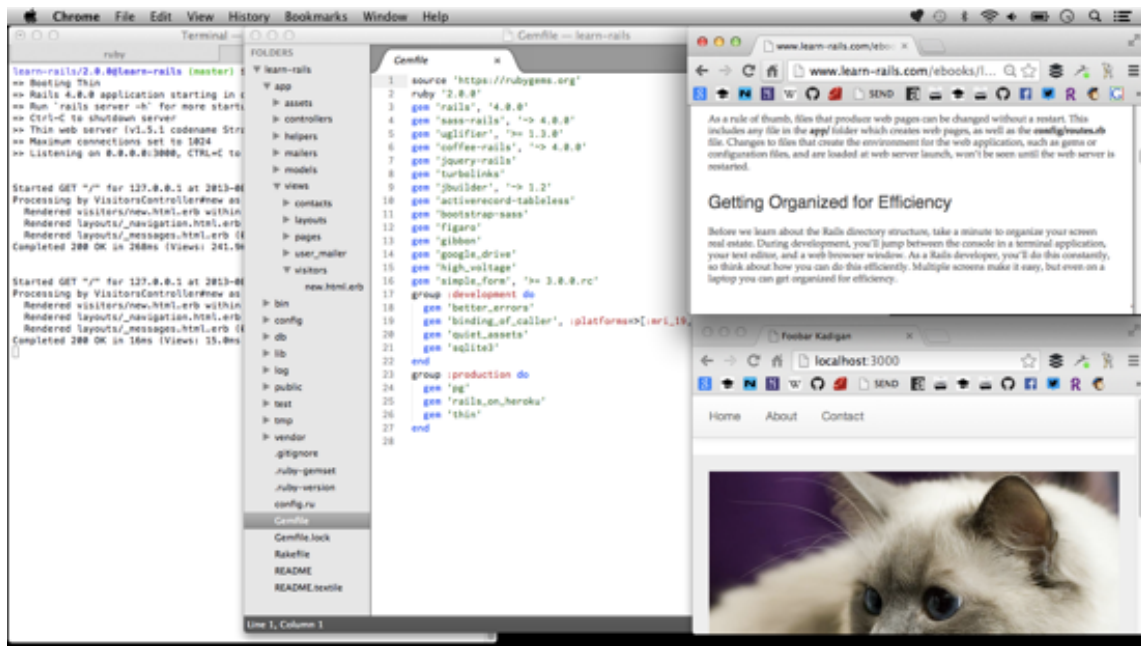 Chrome File Edit View History Bookmarks Window Help
Terminal —
ruby
learn-rails/2.0.0@learn-rails (master) $
=> Booting Thin
=> Rails 4.0.0 application starting in
=> Run `rails server -h` for more start
=> Ctrl-C to shutdown server
>> Thin web server (v1.5.1 codename
>> Maximum connections set to 1024
>> Listening on 0.0.0.0:3000, CTRL+C to
Started GET "/" for 127.0.0.1 at
Processing by VisitorsController#new as
Rendered visitors/new.html.erb within
Rendered layouts/_navigation.html.erb
Rendered layouts/_messages.html.erb
Completed 200 OK in 268ms (Views:
Started GET "/" for 127.0.0.1 at
Processing by VisitorsController#new as
Rendered visitors/new.html.erb within
Rendered layouts/_navigation.html.erb
Rendered layouts/_messages.html.erb
Completed 200 OK in 16ms (Views: 15.0ms
Gemfile — learn-rails
FOLDERS
learn-rails
app
assets
controllers
helpers
mailers
models
views
contacts
layouts
pages
user_mailer
visitors
new.html.erb
bin
config
db
lib
log
public
test
tmp
vendor
.gitignore
.ruby-gemset
.ruby-version
config.ru
Gemfile
Gemfile.lock
Rakefile
README
README.textile
Line 1, Column 1
Gemfile
1 source 'https://rubygems.org'
2 ruby '2.0.0'
3 gem 'rails', '4.0.0'
4 gem 'sass-rails', '~> 4.0.0'
5 gem 'uglifier', '>= 1.3.0'
6 gem 'coffee-rails', '~> 4.0.0'
7 gem 'jquery-rails'
8 gem 'turbolinks'
9 gem 'jbuilder', '~> 1.2'
10 gem 'activerecord-tableless'
11 gem 'bootstrap-sass'
12 gem 'figaro'
13 gem 'gibbon'
14 gem 'google_drive'
15 gem 'high_voltage'
16 gem 'simple_form', '>= 3.0.0.rc'
17 group :development do
18 gem 'better_errors'
19 gem 'binding_of_caller', :platforms=>[:mri_19,
20 gem 'quiet_assets'
21 gem 'sqlite3'
22 end
23 group :production do
24 gem 'pg'
25 gem 'rails_on_heroku'
26 gem 'thin'
27 end
28
www.learn-rails.com/eboo
www.learn-rails.com/ebooks/l...
SEND
As a rule of thumb, files that produce web pages can be changed without a restart. This
includes any file in the app/ folder which creates web pages, as well as the config/routes.rb
file. Changes to files that create the environment for the web application, such as gems or
configuration files, and are loaded at web server launch, won't be seen until the web server is
restarted.
Getting Organized for Efficiency
Before we learn about the Rails directory structure, take a minute to organize your screen
real estate. During development, you'll jump between the console in a terminal application,
your text editor, and a web browser window. As a Rails developer, you'll do this constantly,
so think about how you can do this efficiently. Multiple screens make it easy, but even on a
laptop you can get organized for efficiency.
Foobar Kadigan
localhost:3000
SEND
Home About Contact